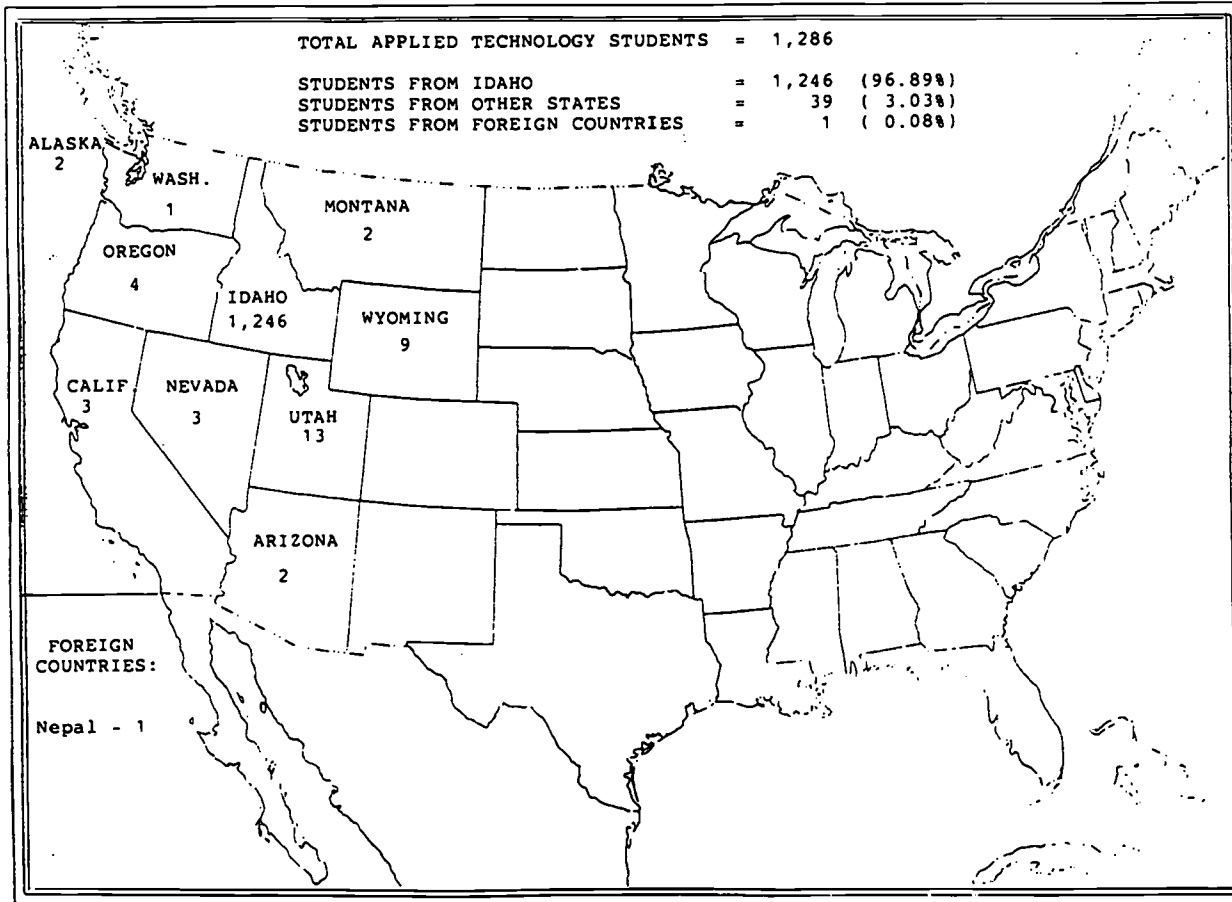 TOTAL APPLIED TECHNOLOGY STUDENTS = 1,286
STUDENTS FROM IDAHO = 1,246 (96.89%)
STUDENTS FROM OTHER STATES = 39 ( 3.03%)
STUDENTS FROM FOREIGN COUNTRIES = 1 ( 0.08%)
ALASKA
2
WASH.
1
MONTANA
2
OREGON
4
IDAHO
1,246
WYOMING
9
CALIF.
3
NEVADA
3
UTAH
13
ARIZONA
2
FOREIGN
COUNTRIES:
Nepal - 1